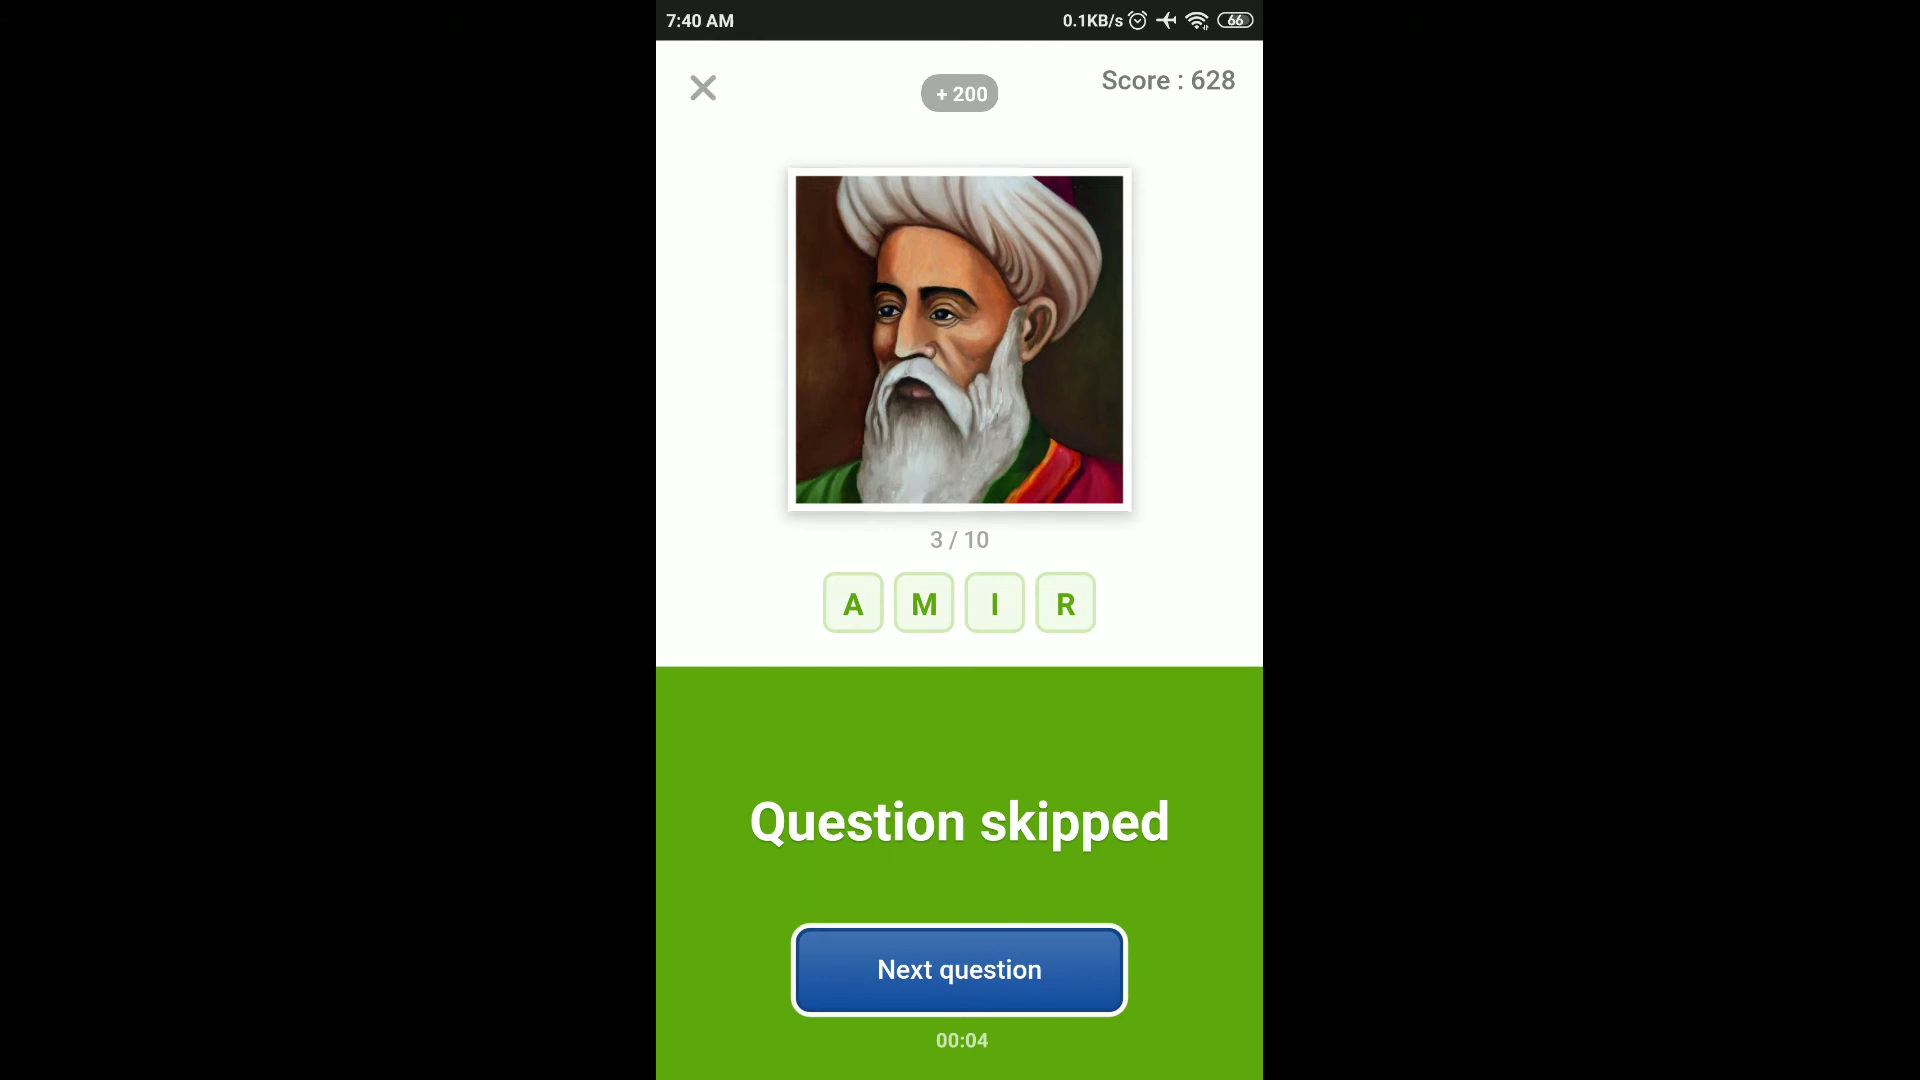 7:40 AM 0.1KB/s 66
+ 200
Score : 628
3 / 10
A M I R
Question skipped
Next question
00:04